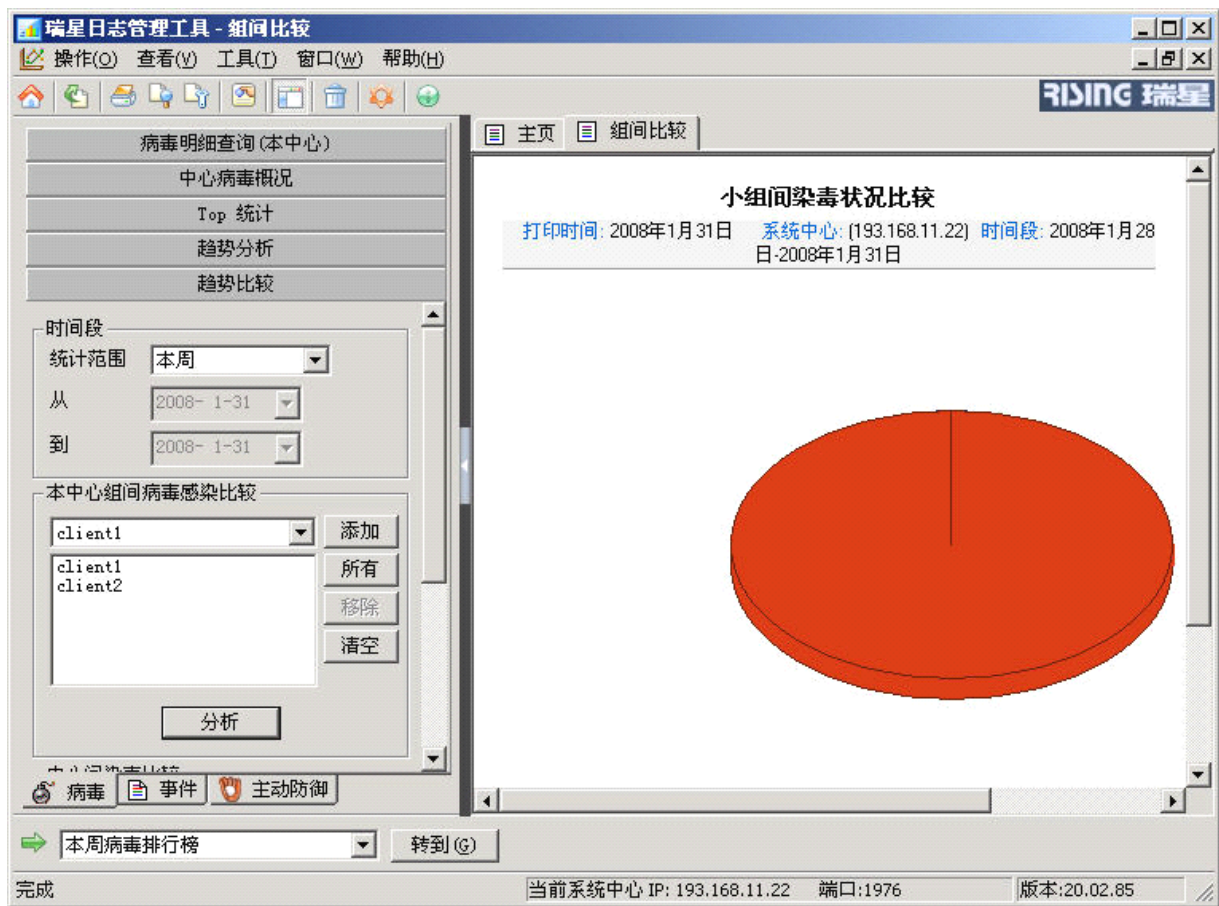 瑞星日志管理工具 - 组间比较
操作(O) 查看(V) 工具(T) 窗口(W) 帮助(H)
RISING 瑞星
病毒明细查询(本中心)
中心病毒概况
Top 统计
趋势分析
趋势比较
时间段
统计范围 本周
从 2008- 1-31
到 2008- 1-31
本中心组间病毒感染比较
client1 添加
client1
client2
所有
移除
清空
分析
病毒 事件 主动防御
主页 组间比较
小组间染毒状况比较
打印时间: 2008年1月31日 系统中心: (193.168.11.22) 时间段: 2008年1月28
日-2008年1月31日
本周病毒排行榜 转到(G)
完成 当前系统中心 IP: 193.168.11.22 端口:1976 版本:20.02.85